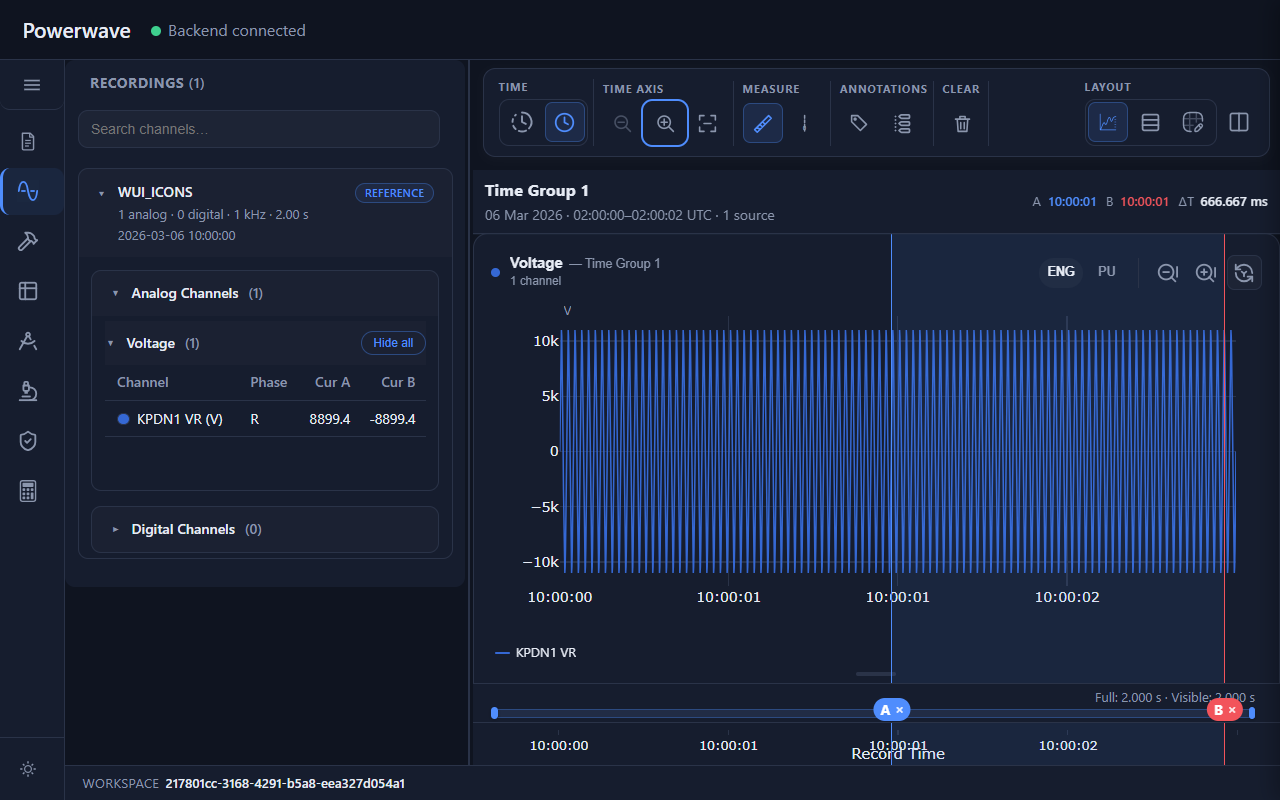 Powerwave
Backend connected
RECORDINGS (1)
Search channels...
WUI_ICONS
REFERENCE
1 analog · 0 digital · 1 kHz · 2.00 s
2026-03-06 10:00:00
Analog Channels (1)
Voltage (1)
Hide all
Channel Phase Cur A Cur B
KPDN1 VR (V) R 8899.4 -8899.4
Digital Channels (0)
TIME
TIME AXIS
MEASURE
ANNOTATIONS
CLEAR
LAYOUT
Time Group 1
06 Mar 2026 · 02:00:00–02:00:02 UTC · 1 source
A 10:00:01 B 10:00:01 ΔT 666.667 ms
Voltage — Time Group 1
1 channel
ENG PU
V
10k
5k
0
−5k
−10k
10:00:00 10:00:01 10:00:01 10:00:02
KPDN1 VR
Full: 2.000 s · Visible: 2.000 s
A ×
B ×
10:00:00 10:00:01 10:00:01 10:00:02
Record Time
WORKSPACE 217801cc-3168-4291-b5a8-eea327d054a1